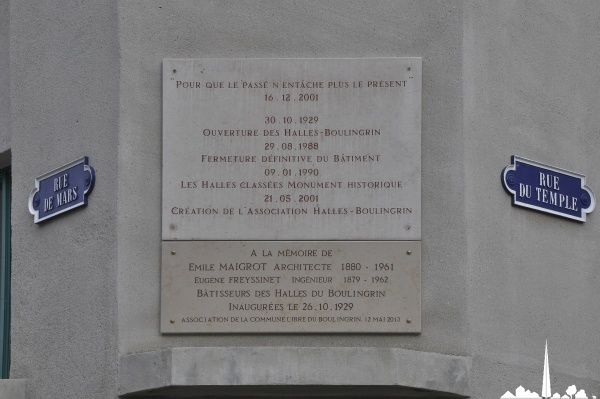 "Pour que le passé n'entâche plus le présent"
16.12.2001
30.10.1929
Ouverture des Halles-Boulingrin
29.08.1988
Fermeture définitive du Bâtiment
09.01.1990
Les Halles classées Monument historique
21.05.2001
Création de l'Association Halles-Boulingrin
A la mémoire de
Emile MAIGROT Architecte 1880 - 1961
Eugène FREYSSINET Ingénieur 1879 - 1962
Bâtisseurs des Halles du Boulingrin
Inaugurées le 26.10.1929
Association de la Commune Libre du Boulingrin, 12 mai 2013
RUE
DE MARS
RUE
DU TEMPLE